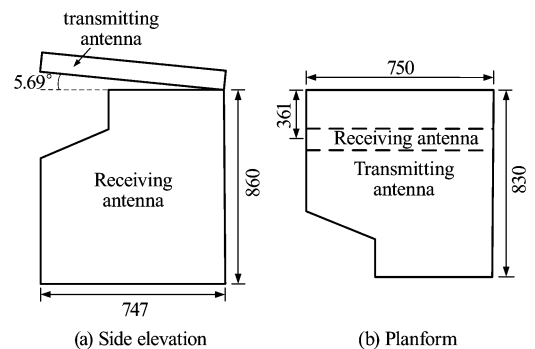 transmitting
antenna
5.69°
Receiving
antenna
860
747
(a) Side elevation
750
361
Receiving antenna
Transmitting
antenna
830
(b) Planform